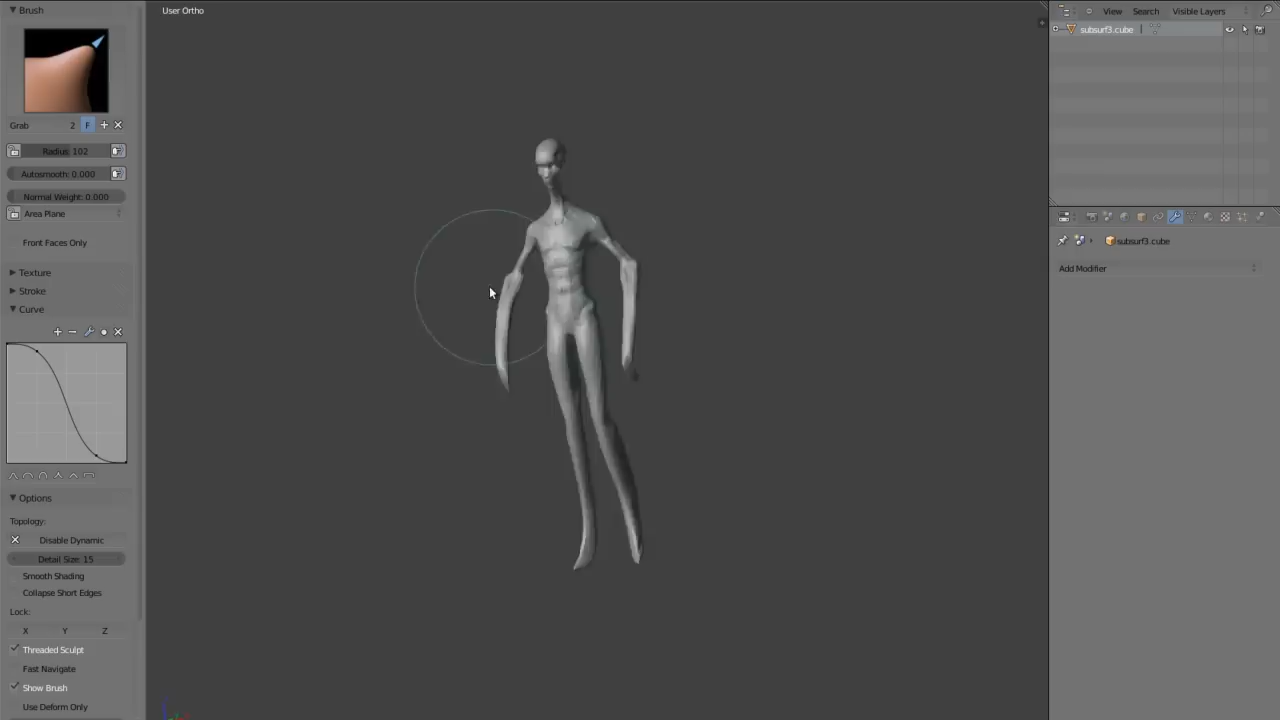 Brush
Grab 2 F
Radius: 102
Autosmooth: 0.000
Normal Weight: 0.000
Area Plane
Front Faces Only
Texture
Stroke
Curve
Options
Topology:
Disable Dynamic
Detail Size: 15
Smooth Shading
Collapse Short Edges
Lock:
X Y Z
Threaded Sculpt
Fast Navigate
Show Brush
Use Deform Only
User Ortho
View Search Visible Layers
subsurf3.cube
subsurf3.cube
Add Modifier